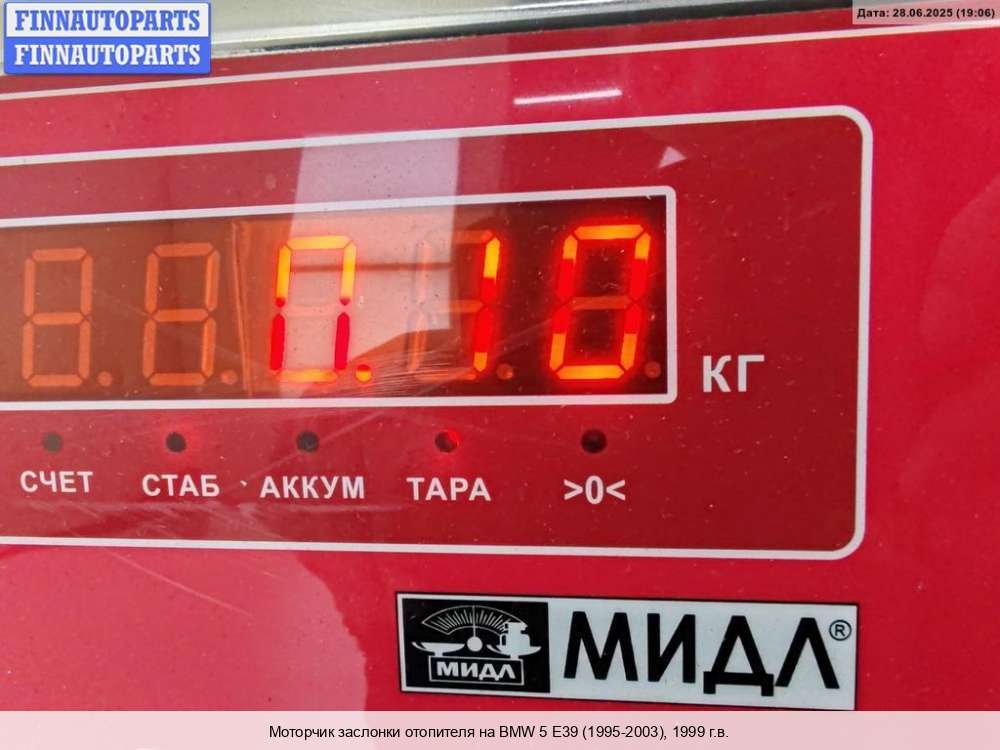 FINNAUTOPARTS
FINNAUTOPARTS
Дата: 28.06.2025 (19:06)
0.10
КГ
СЧЕТ СТАБ АККУМ ТАРА >0<
МИДЛ
МИДЛ®
Моторчик заслонки отопителя на BMW 5 E39 (1995-2003), 1999 г.в.